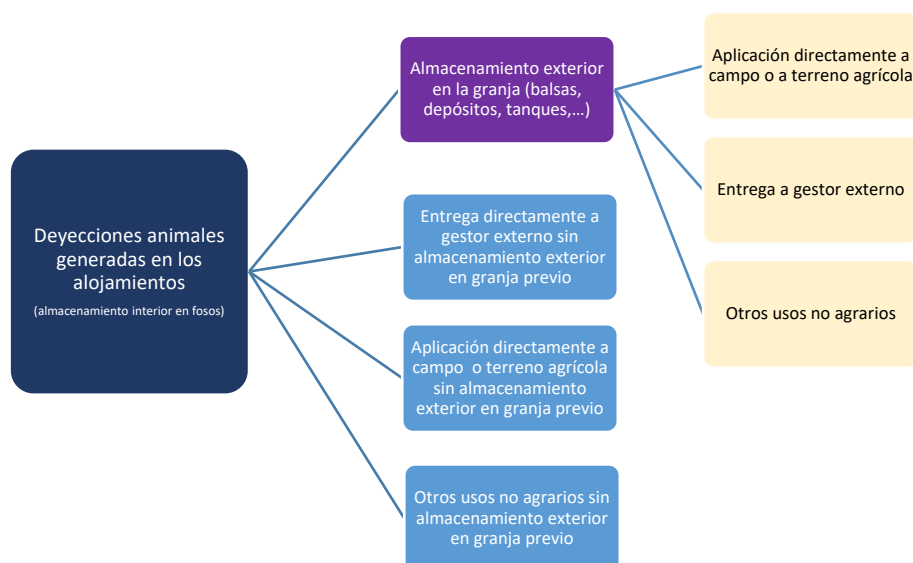 Deyecciones animales
generadas en los
alojamientos
(almacenamiento interior en fosos)
Almacenamiento exterior
en la granja (balsas,
depósitos, tanques,...)
Aplicación directamente a
campo o a terreno agrícola
Entrega a gestor externo
Otros usos no agrarios
Entrega directamente a
gestor externo sin
almacenamiento exterior
en granja previo
Aplicación directamente a
campo o terreno agrícola
sin almacenamiento
exterior en granja previo
Otros usos no agrarios sin
almacenamiento exterior
en granja previo